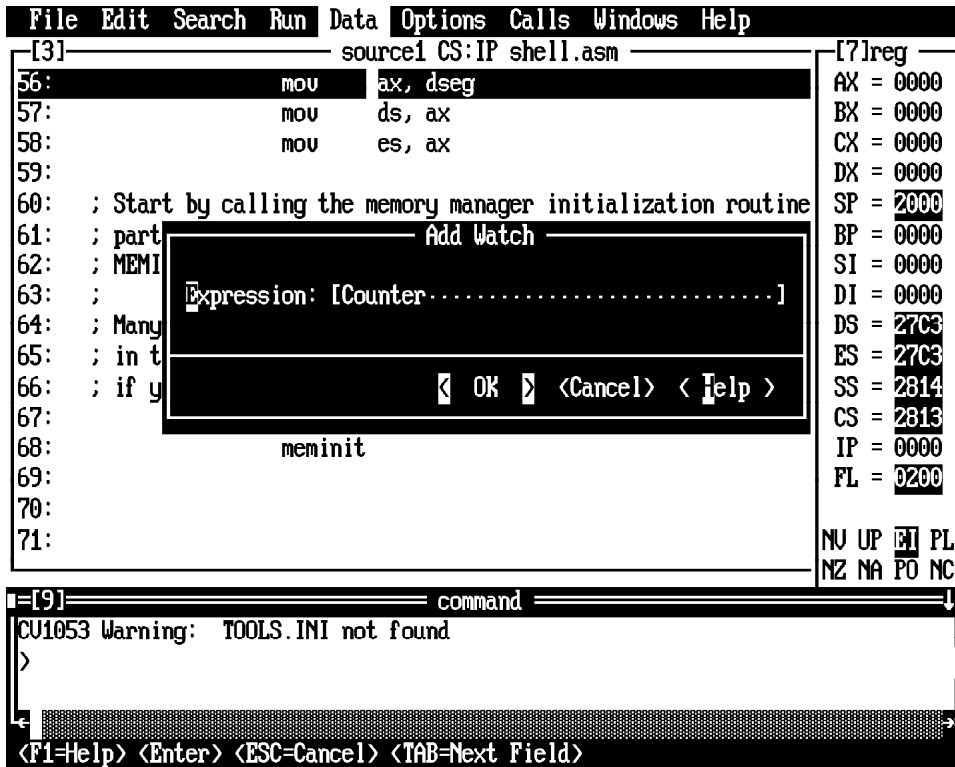 File Edit Search Run Data Options Calls Windows Help
[3] source1 CS:IP shell.asm [7]reg
56: mov ax, dseg AX = 0000
57: mov ds, ax BX = 0000
58: mov es, ax CX = 0000
59: DX = 0000
60: ; Start by calling the memory manager initialization routine SP = 2000
61: ; part Add Watch BP = 0000
62: ; MEMI SI = 0000
63: ; Expression: [Counter·····························] DI = 0000
64: ; Many DS = 27C3
65: ; in t ES = 27C3
66: ; if y < OK > <Cancel> < Help > SS = 2814
67: CS = 2813
68: meminit IP = 0000
69: FL = 0200
70:
71: NV UP EI PL
NZ NA PO NC
[9] command
CV1053 Warning: TOOLS.INI not found
>
<F1=Help> <Enter> <ESC=Cancel> <TAB=Next Field>